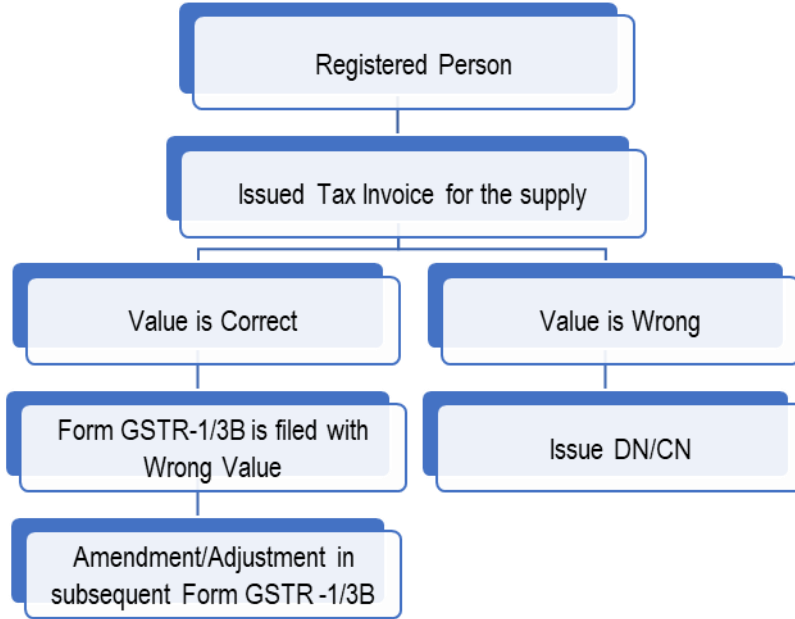 Registered Person
Issued Tax Invoice for the supply
Value is Correct
Value is Wrong
Form GSTR-1/3B is filed with
Wrong Value
Issue DN/CN
Amendment/Adjustment in
subsequent Form GSTR -1/3B